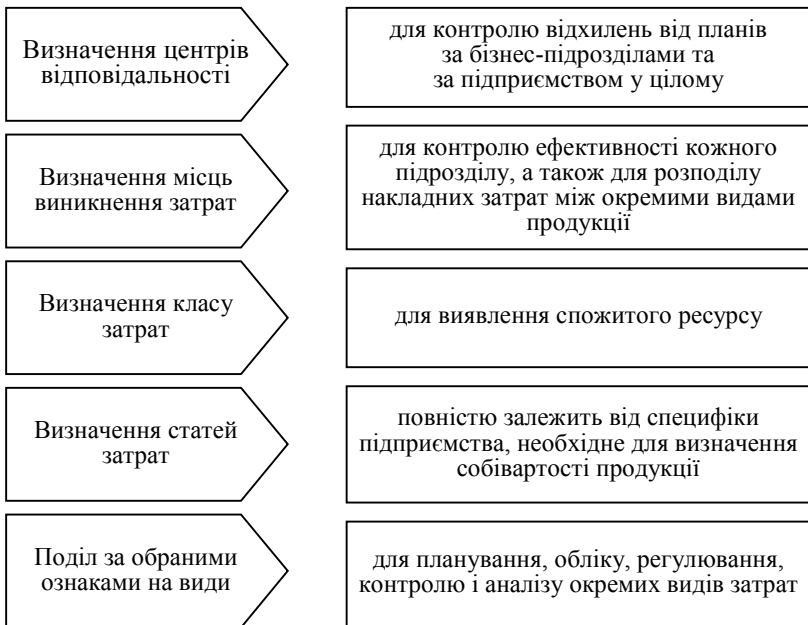 Визначення центрів
відповідальності
для контролю відхилень від планів
за бізнес-підрозділами та
за підприємством у цілому
Визначення місць
виникнення затрат
для контролю ефективності кожного
підрозділу, а також для розподілу
накладних затрат між окремими видами
продукції
Визначення класу
затрат
для виявлення спожитого ресурсу
Визначення статей
затрат
повністю залежить від специфіки
підприємства, необхідне для визначення
собівартості продукції
Поділ за обраними
ознаками на види
для планування, обліку, регулювання,
контролю і аналізу окремих видів затрат